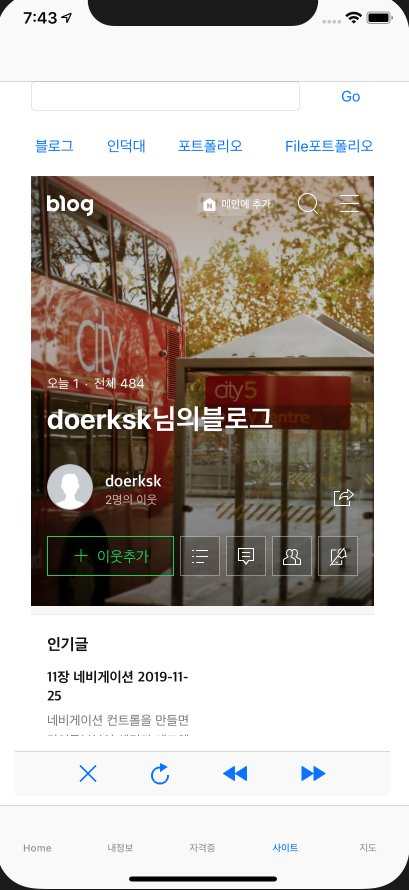 7:43
Go
블로그 인덕대 포트폴리오 File포트폴리오
blog
메인에 추가
city
오늘 1 · 전체 484
city5
centre
doerksk님의블로그
doerksk
2명의 이웃
+ 이웃추가
인기글
11장 네비게이션 2019-11-
25
네비게이션 컨트롤을 만들면
Home 내정보 자격증 사이트 지도